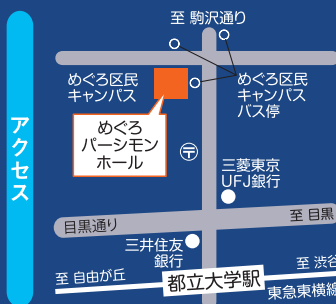 至 駒沢通り
めぐろ区民
キャンパス
めぐろ区民
キャンパス
バス停
アクセス
めぐろ
パーシモン
ホール
〒
三菱東京
UFJ銀行
目黒通り
至 目黒
三井住友
銀行
至 自由が丘
都立大学駅
至 渋谷
東急東横線